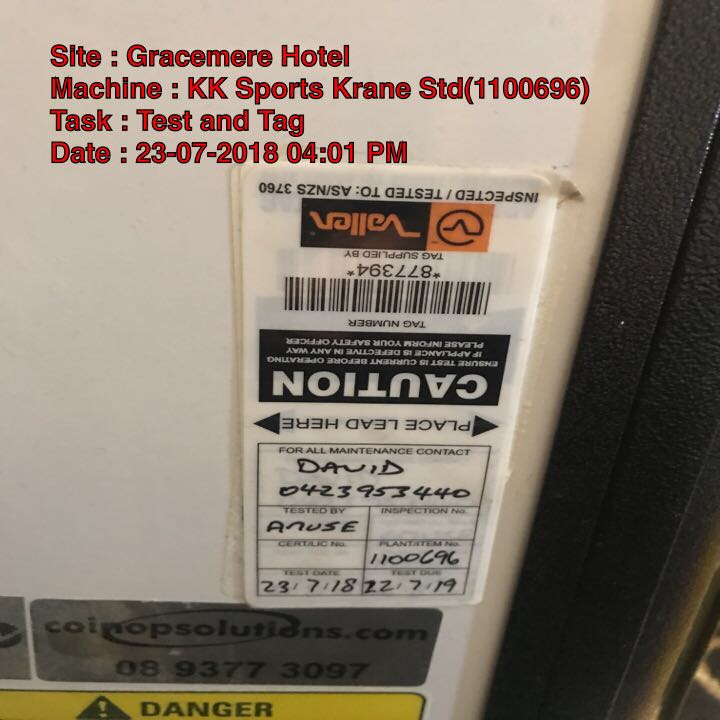 Site : Gracemere Hotel
Machine : KK Sports Krane Std(1100696)
Task : Test and Tag
Date : 23-07-2018 04:01 PM
INSPECTED / TESTED TO: AS/NZS 3760
Vallen
TAG SUPPLIED BY
*877394*
TAG NUMBER
CAUTION
ENSURE TEST IS CURRENT BEFORE OPERATING
IF APPLIANCE IS DEFECTIVE IN ANY WAY
PLEASE INFORM YOUR SAFETY OFFICER
PLACE LEAD HERE
FOR ALL MAINTENANCE CONTACT
DAVID
0423953440
TESTED BY
INSPECTION No.
AMUSE
CERT/LIC No.
PLANT/ITEM No.
1100696
TEST DATE
TEST DUE
23/7/18
22/7/19
coinopsolutions.com
08 9377 3097
DANGER